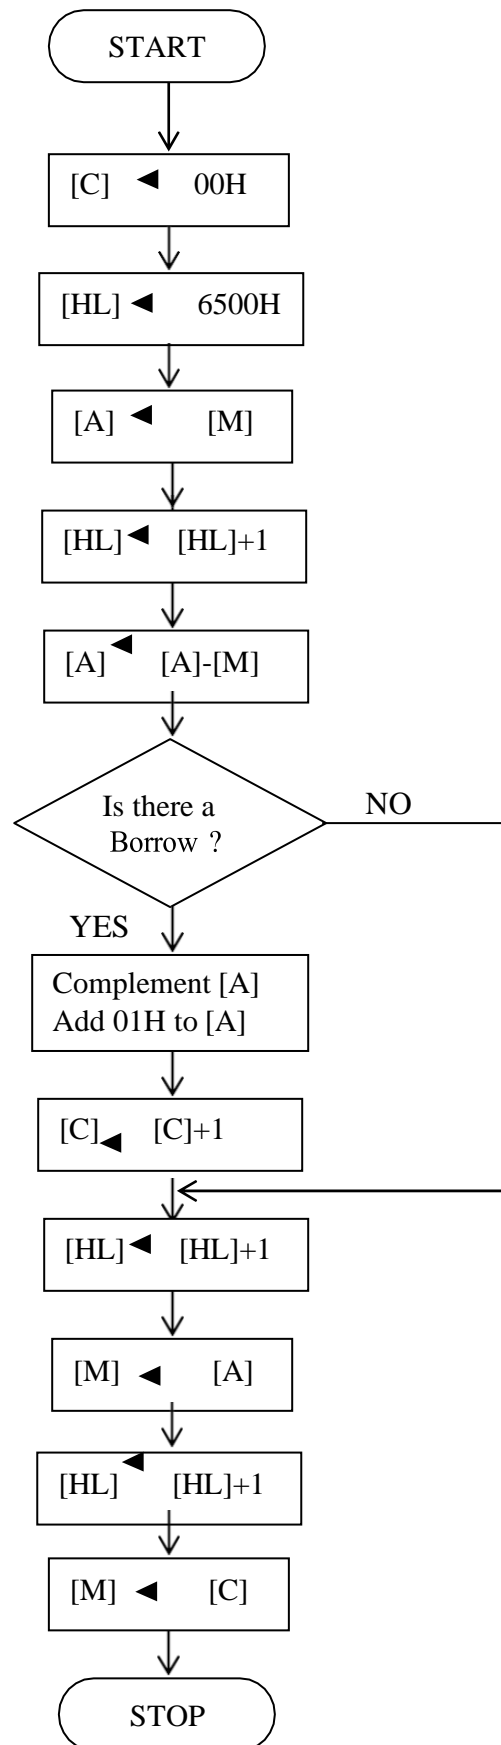 START
[C] ◄ 00H
[HL] ◄ 6500H
[A] ◄ [M]
[HL] ◄ [HL]+1
[A] ◄ [A]-[M]
Is there a
Borrow ?
NO
YES
Complement [A]
Add 01H to [A]
[C] ◄ [C]+1
[HL] ◄ [HL]+1
[M] ◄ [A]
[HL] ◄ [HL]+1
[M] ◄ [C]
STOP